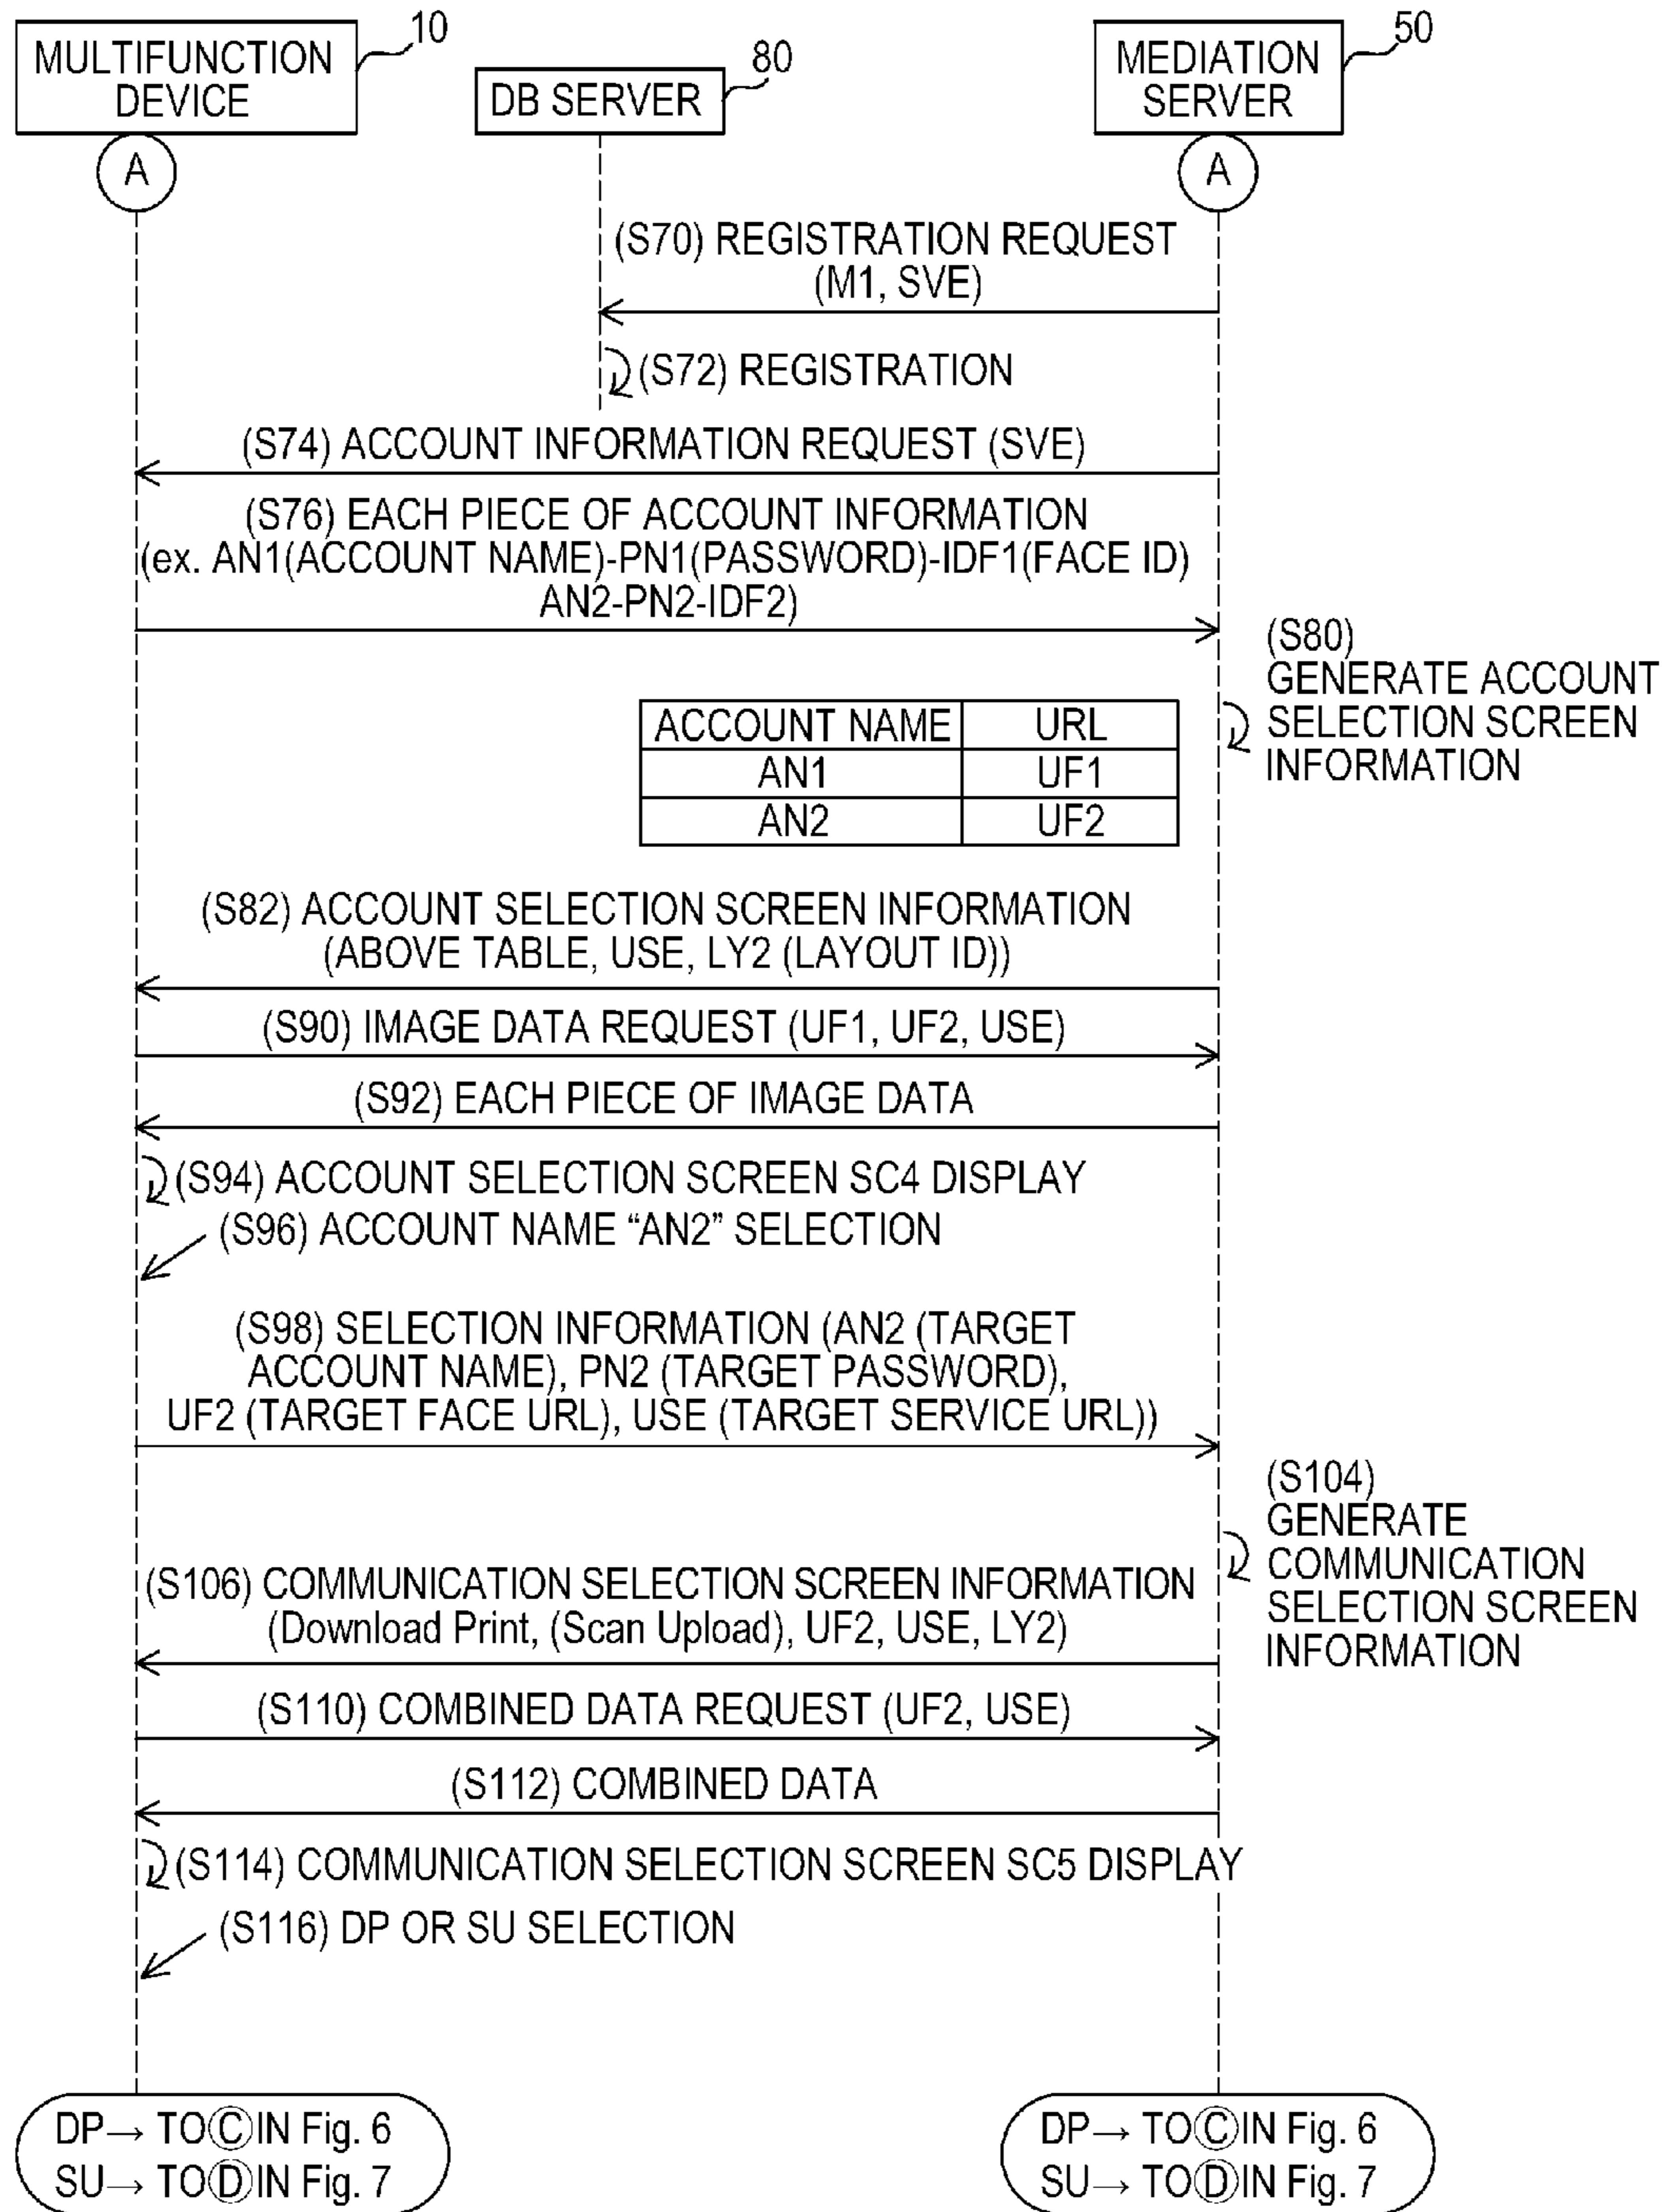 MULTIFUNCTION
DEVICE
10
DB SERVER
80
MEDIATION
SERVER
50
A
A
(S70) REGISTRATION REQUEST
(M1, SVE)
(S72) REGISTRATION
(S74) ACCOUNT INFORMATION REQUEST (SVE)
(S76) EACH PIECE OF ACCOUNT INFORMATION
(ex. AN1(ACCOUNT NAME)-PN1(PASSWORD)-IDF1(FACE ID)
AN2-PN2-IDF2)
(S80)
GENERATE ACCOUNT
SELECTION SCREEN
INFORMATION
ACCOUNT NAME URL
AN1 UF1
AN2 UF2
(S82) ACCOUNT SELECTION SCREEN INFORMATION
(ABOVE TABLE, USE, LY2 (LAYOUT ID))
(S90) IMAGE DATA REQUEST (UF1, UF2, USE)
(S92) EACH PIECE OF IMAGE DATA
(S94) ACCOUNT SELECTION SCREEN SC4 DISPLAY
(S96) ACCOUNT NAME “AN2” SELECTION
(S98) SELECTION INFORMATION (AN2 (TARGET
ACCOUNT NAME), PN2 (TARGET PASSWORD),
UF2 (TARGET FACE URL), USE (TARGET SERVICE URL))
(S104)
GENERATE
COMMUNICATION
SELECTION SCREEN
INFORMATION
(S106) COMMUNICATION SELECTION SCREEN INFORMATION
(Download Print, (Scan Upload), UF2, USE, LY2)
(S110) COMBINED DATA REQUEST (UF2, USE)
(S112) COMBINED DATA
(S114) COMMUNICATION SELECTION SCREEN SC5 DISPLAY
(S116) DP OR SU SELECTION
DP→ TO Ⓒ IN Fig. 6
SU→ TO Ⓓ IN Fig. 7
DP→ TO Ⓒ IN Fig. 6
SU→ TO Ⓓ IN Fig. 7